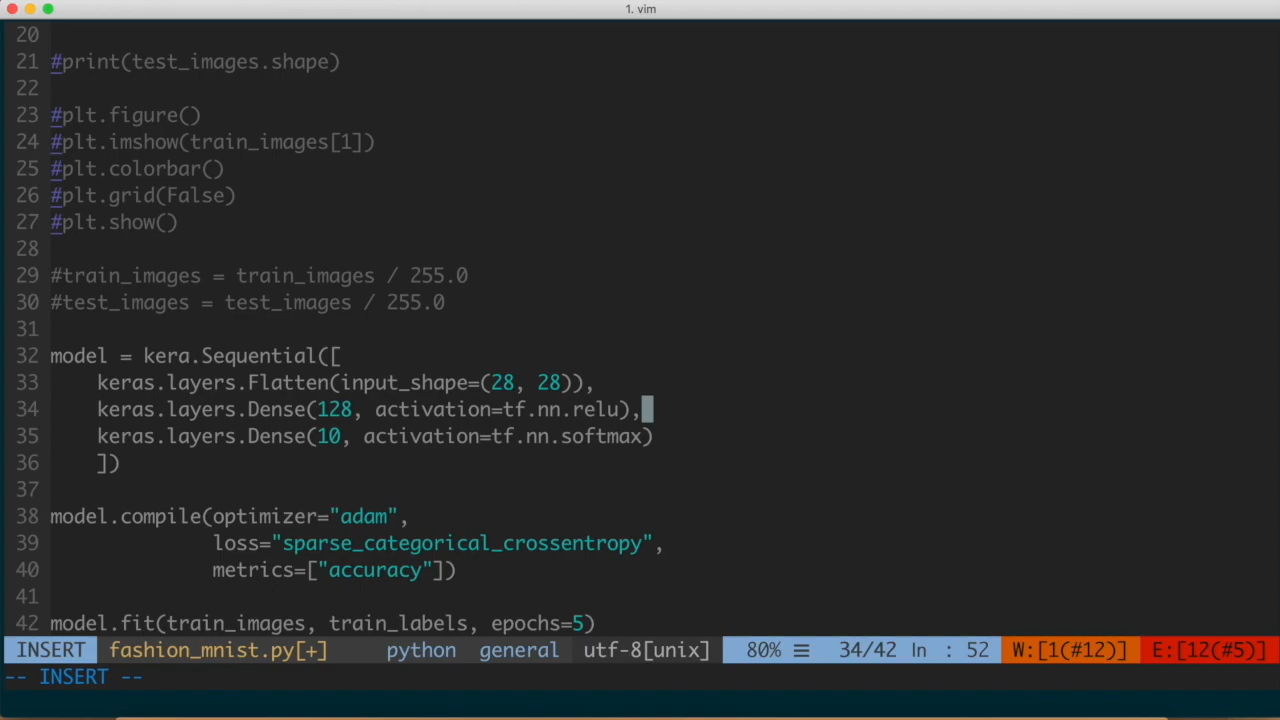 1. vim
20
21 #print(test_images.shape)
22
23 #plt.figure()
24 #plt.imshow(train_images[1])
25 #plt.colorbar()
26 #plt.grid(False)
27 #plt.show()
28
29 #train_images = train_images / 255.0
30 #test_images = test_images / 255.0
31
32 model = kera.Sequential([
33     keras.layers.Flatten(input_shape=(28, 28)),
34     keras.layers.Dense(128, activation=tf.nn.relu),
35     keras.layers.Dense(10, activation=tf.nn.softmax)
36     ])
37
38 model.compile(optimizer="adam",
39               loss="sparse_categorical_crossentropy",
40               metrics=["accuracy"])
41
42 model.fit(train_images, train_labels, epochs=5)
INSERT fashion_mnist.py[+] python general utf-8[unix] 80% ☰ 34/42 ln : 52 W:[1(#12)] E:[12(#5)]
-- INSERT --